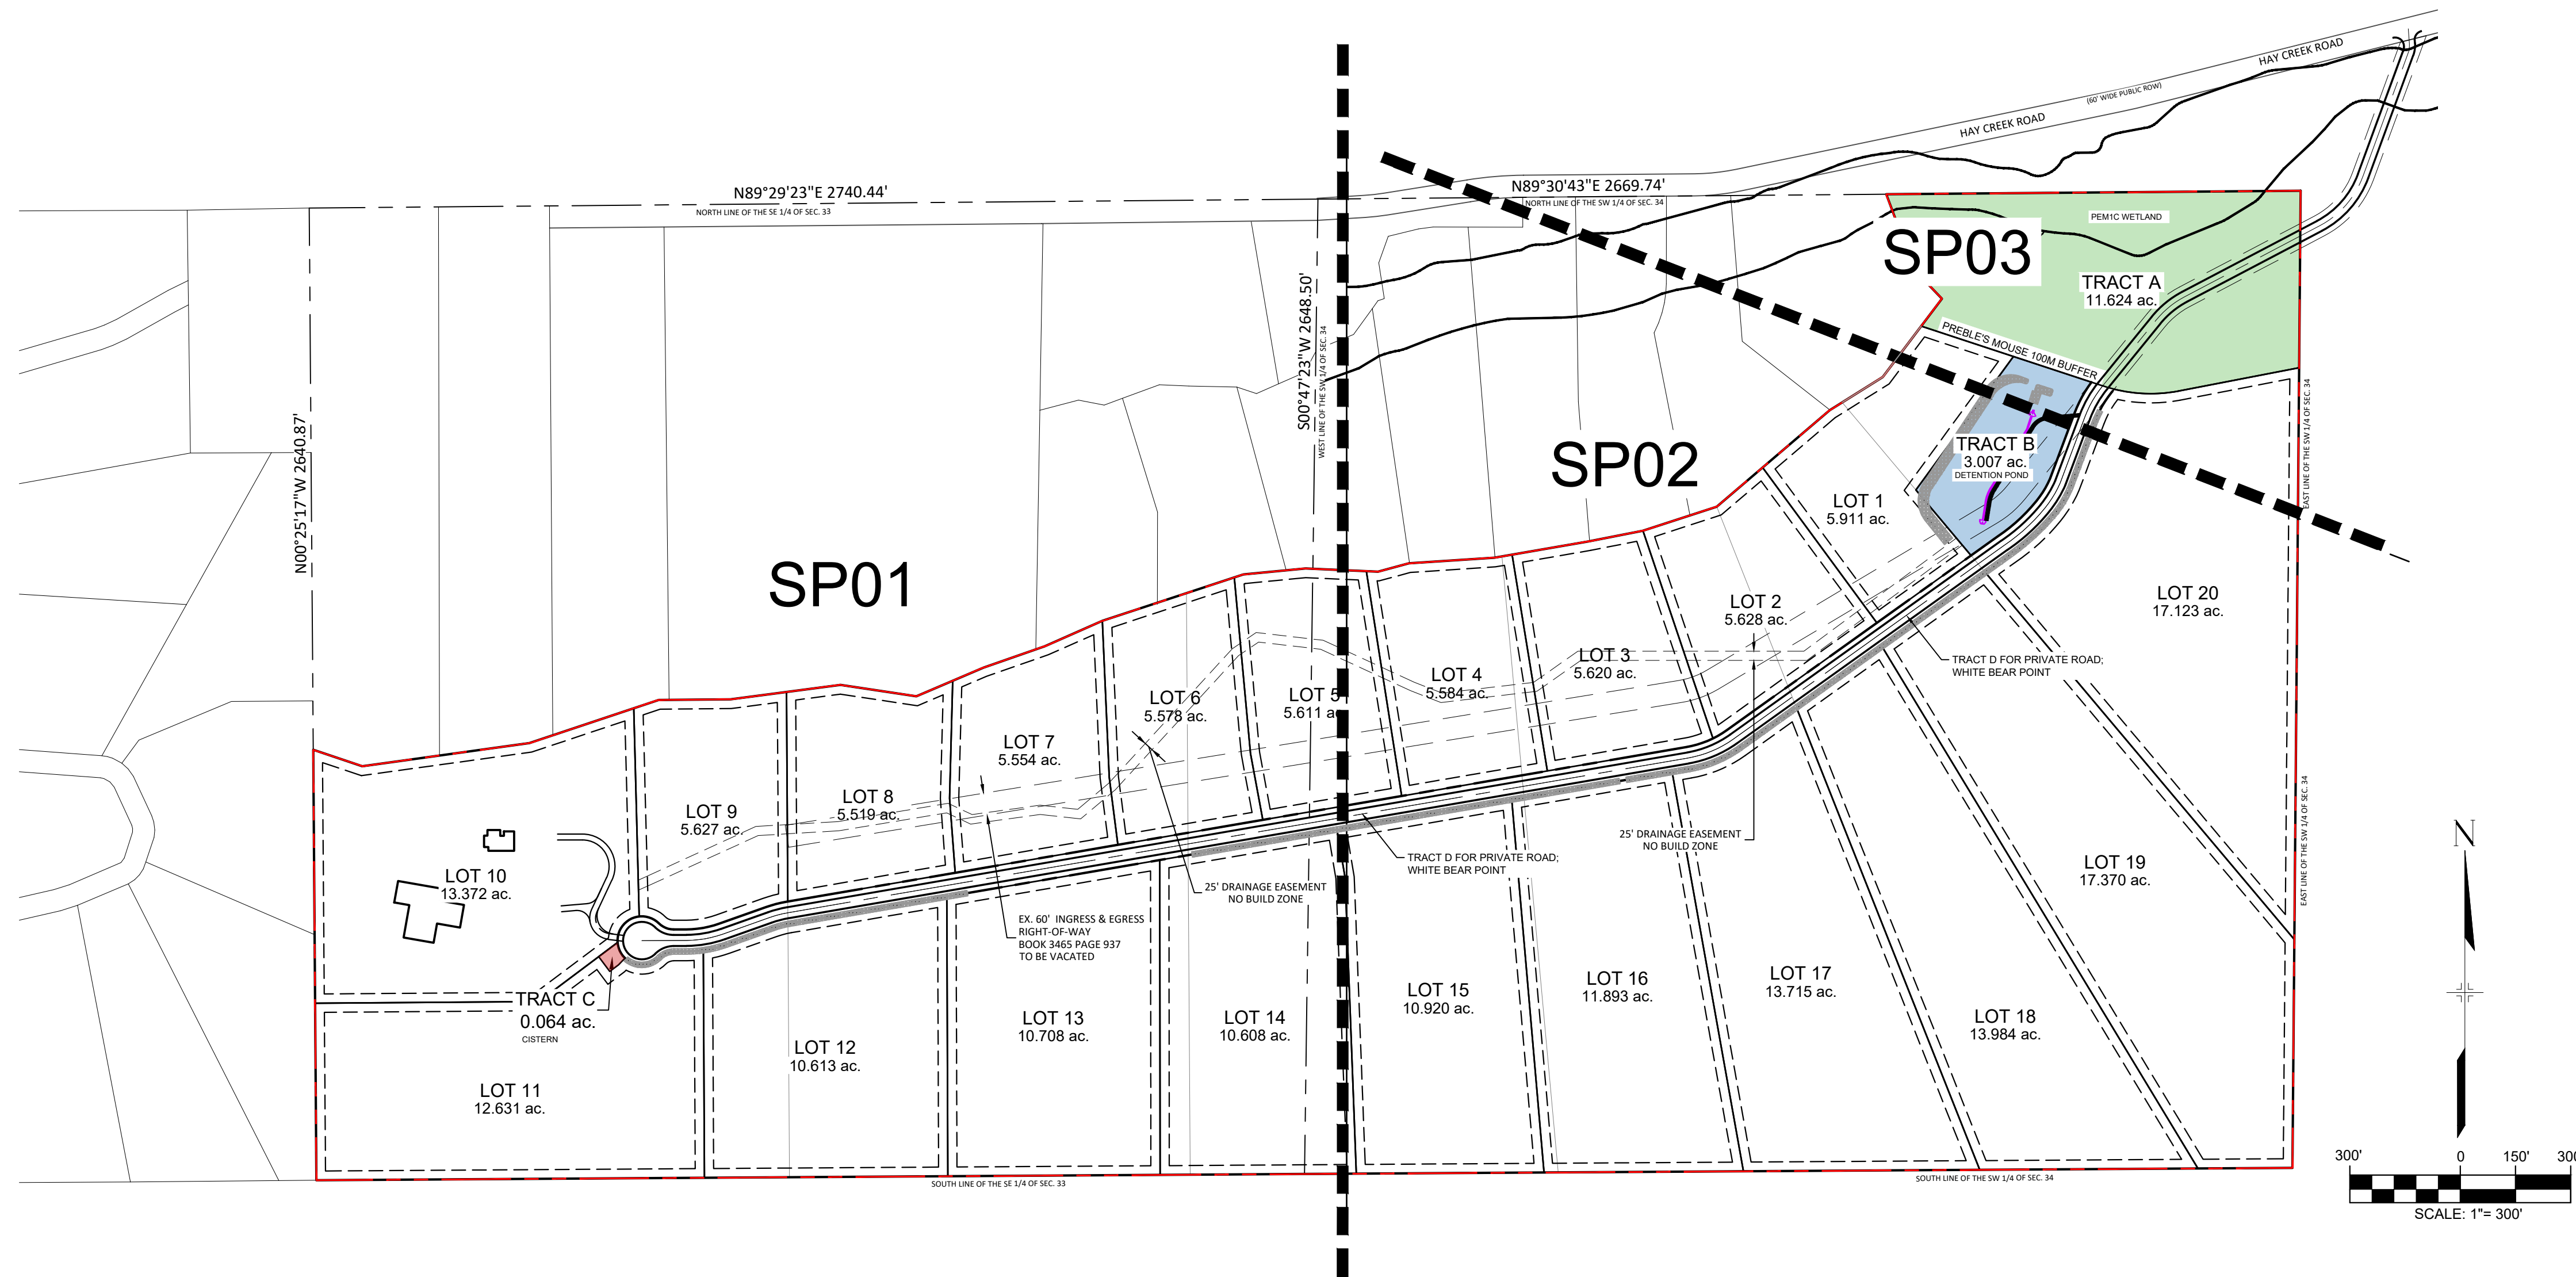 HAY CREEK ROAD
(60' WIDE PUBLIC ROW)
HAY CREEK ROAD
N89°29'23"E 2740.44'
NORTH LINE OF THE SE 1/4 OF SEC. 33
N89°30'43"E 2669.74'
NORTH LINE OF THE SW 1/4 OF SEC. 34
PEM1C WETLAND
SP03
TRACT A
11.624 ac.
PREBLE'S MOUSE 100M BUFFER
S00°47'23"W 2648.50'
WEST LINE OF THE SW 1/4 OF SEC. 34
N00°25'17"W 2640.87'
EAST LINE OF THE SW 1/4 OF SEC. 34
SP02
TRACT B
3.007 ac.
DETENTION POND
LOT 1
5.911 ac.
SP01
LOT 20
17.123 ac.
LOT 2
5.628 ac.
LOT 3
5.620 ac.
LOT 4
5.584 ac.
LOT 5
5.611 a
LOT 6
5.578 ac.
LOT 7
5.554 ac.
LOT 8
5.519 ac.
LOT 9
5.627 ac.
LOT 10
13.372 ac.
TRACT D FOR PRIVATE ROAD;
WHITE BEAR POINT
EAST LINE OF THE SW 1/4 OF SEC. 34
25' DRAINAGE EASEMENT
NO BUILD ZONE
TRACT D FOR PRIVATE ROAD;
WHITE BEAR POINT
25' DRAINAGE EASEMENT
NO BUILD ZONE
EX. 60' INGRESS & EGRESS
RIGHT-OF-WAY
BOOK 3465 PAGE 937
TO BE VACATED
LOT 19
17.370 ac.
N
TRACT C
0.064 ac.
CISTERN
LOT 11
12.631 ac.
LOT 12
10.613 ac.
LOT 13
10.708 ac.
LOT 14
10.608 ac.
LOT 15
10.920 ac.
LOT 16
11.893 ac.
LOT 17
13.715 ac.
LOT 18
13.984 ac.
SOUTH LINE OF THE SE 1/4 OF SEC. 33
SOUTH LINE OF THE SW 1/4 OF SEC. 34
300' 0 150' 300
SCALE: 1"= 300'